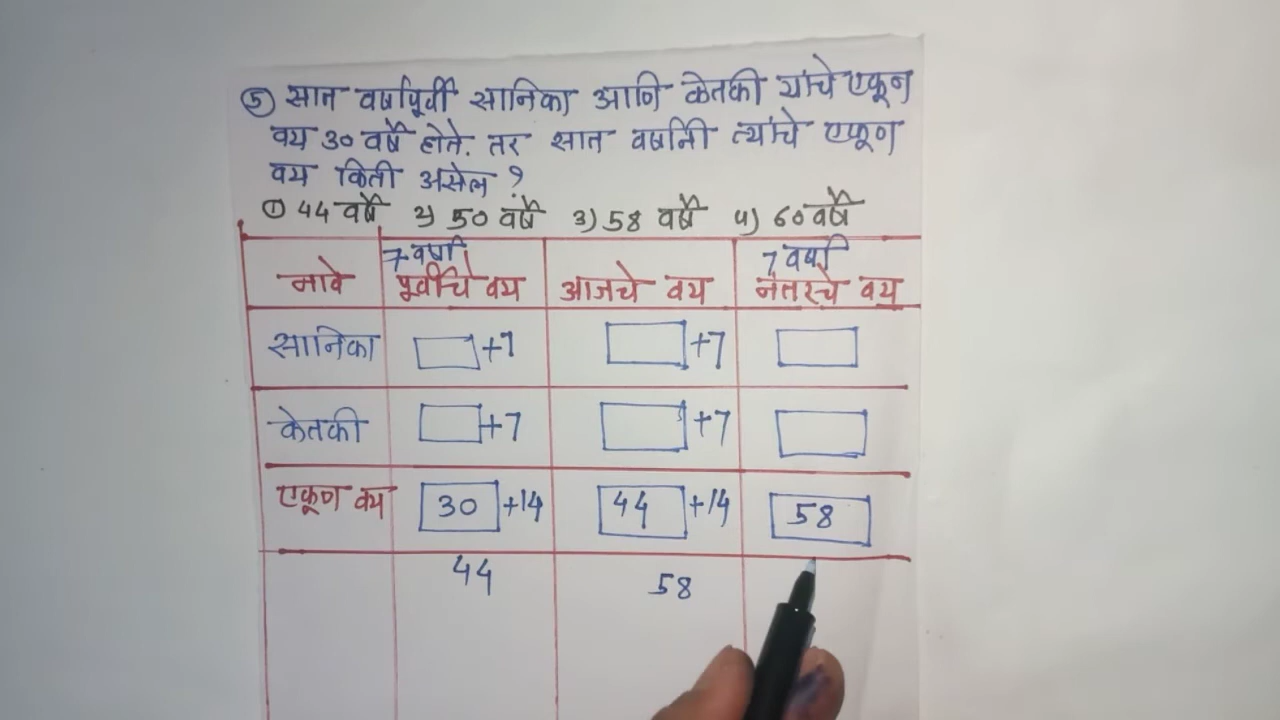 5 सात वर्षापूर्वी सानिका आनि केतकी यांचे एकून
वय 30 वर्षे होते. तर सात वर्षांनी त्यांचे एकूण
वय किती असेल ?
1) 44 वर्षे 2) 50 वर्षे 3) 58 वर्षे 4) 60 वर्षे
नावे 7 वर्षा पूर्वीचे वय आजचे वय 7 वर्षा नंतरचे वय
सानिका +7 +7
केतकी +7 +7
एकूण वय 30 +14 44 +14 58
44 58